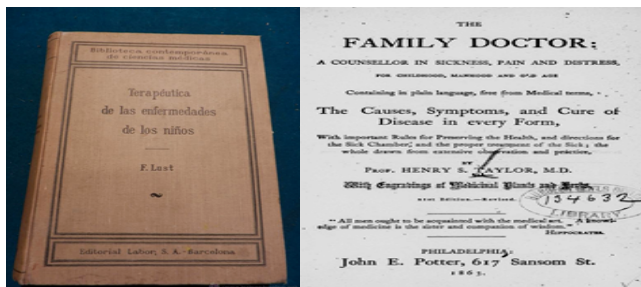 Biblioteca contemporánea
de ciencias médicas
Terapéutica
de las enfermedades
de los niños
F. Lust
Editorial Labor, S. A.-Barcelona
THE
FAMILY DOCTOR;
A COUNSELLOR IN SICKNESS, PAIN AND DISTRESS,
FOR CHILDHOOD, MANHOOD AND OLD AGE
Containing in plain language, free from Medical terms,
The Causes, Symptoms, and Cure of
Disease in every Form,
With important Rules for Preserving the Health, and directions for
the Sick Chamber; and the proper treatment of the Sick; the
whole drawn from extensive observation and practice,
BY
PROF. HENRY S. TAYLOR, M.D.
With Engravings of Medicinal Plants and Herbs.
Edition.—Revised.
"All men ought to be acquainted with the medical art. A knowl-
edge of medicine is the sister and companion of wisdom."
HIPPOCRATES.
154632
LIBRARY
PHILADELPHIA;
John E. Potter, 617 Sansom St.
1863.